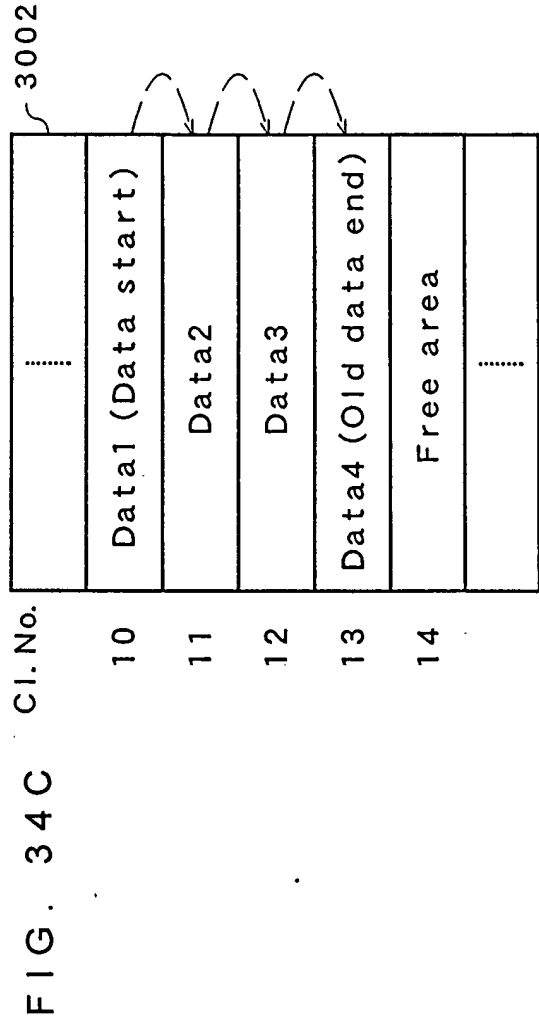 FIG. 34C
Cl. No.
3002
........
10 Data1 (Data start)
11 Data2
12 Data3
13 Data4 (Old data end)
14 Free area
........